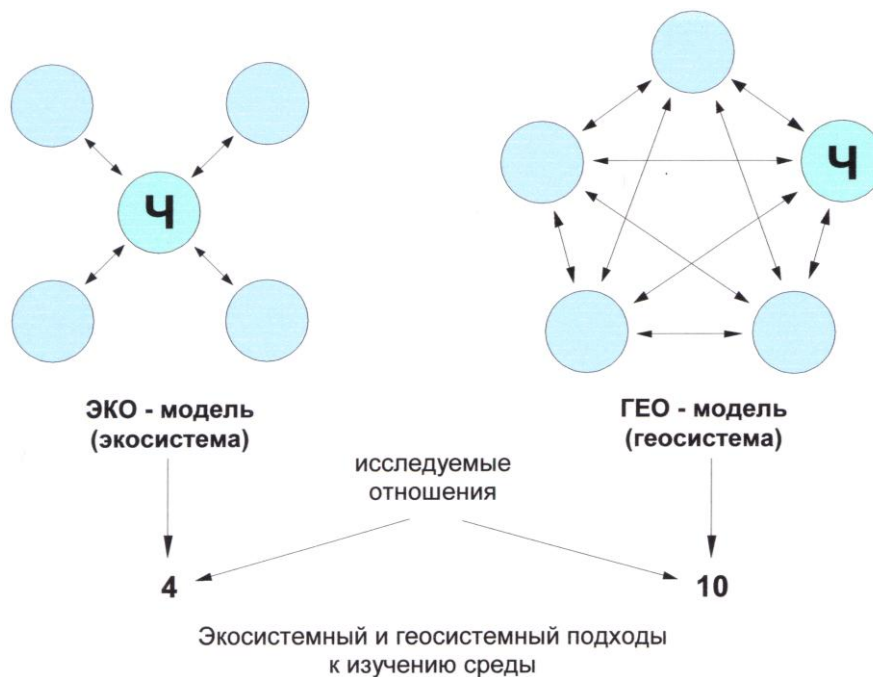 Ч
Ч
ЭКО - модель
(экосистема)
ГЕО - модель
(геосистема)
исследуемые
отношения
4
10
Экосистемный и геосистемный подходы
к изучению среды